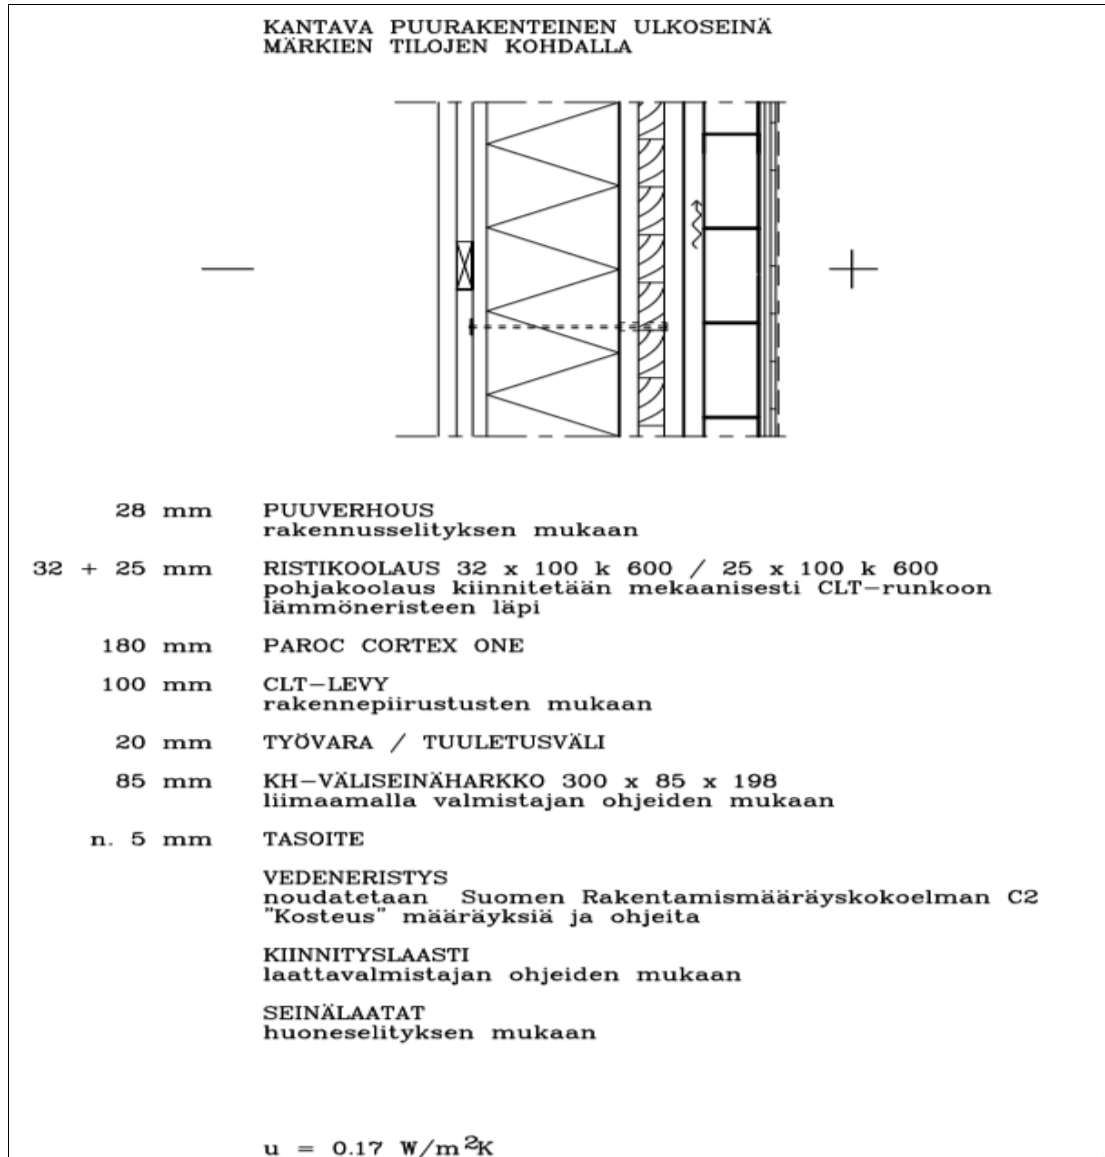 KANTAVA PUURAKENTEINEN ULKOSEINÄ
MÄRKIEN TILOJEN KOHDALLA
28 mm PUUVERHOUS
rakennusselityksen mukaan
32 + 25 mm RISTIKOOLAUS 32 x 100 k 600 / 25 x 100 k 600
pohjakoolaus kiinnitetään mekaanisesti CLT-runkoon
lämmöneristeen läpi
180 mm PAROC CORTEX ONE
100 mm CLT-LEVY
rakennepiirustusten mukaan
20 mm TYÖVARA / TUULETUSVÄLI
85 mm KH-VÄLISEINÄHARKKO 300 x 85 x 198
liimaamalla valmistajan ohjeiden mukaan
n. 5 mm TASOITE
VEDENERISTYS
noudatetaan Suomen Rakentamismääräyskokoelman C2
"Kosteus" määräyksiä ja ohjeita
KIINNITYSLAASTI
laattavalmistajan ohjeiden mukaan
SEINÄLAATAT
huoneselityksen mukaan
u = 0.17 W/m²K